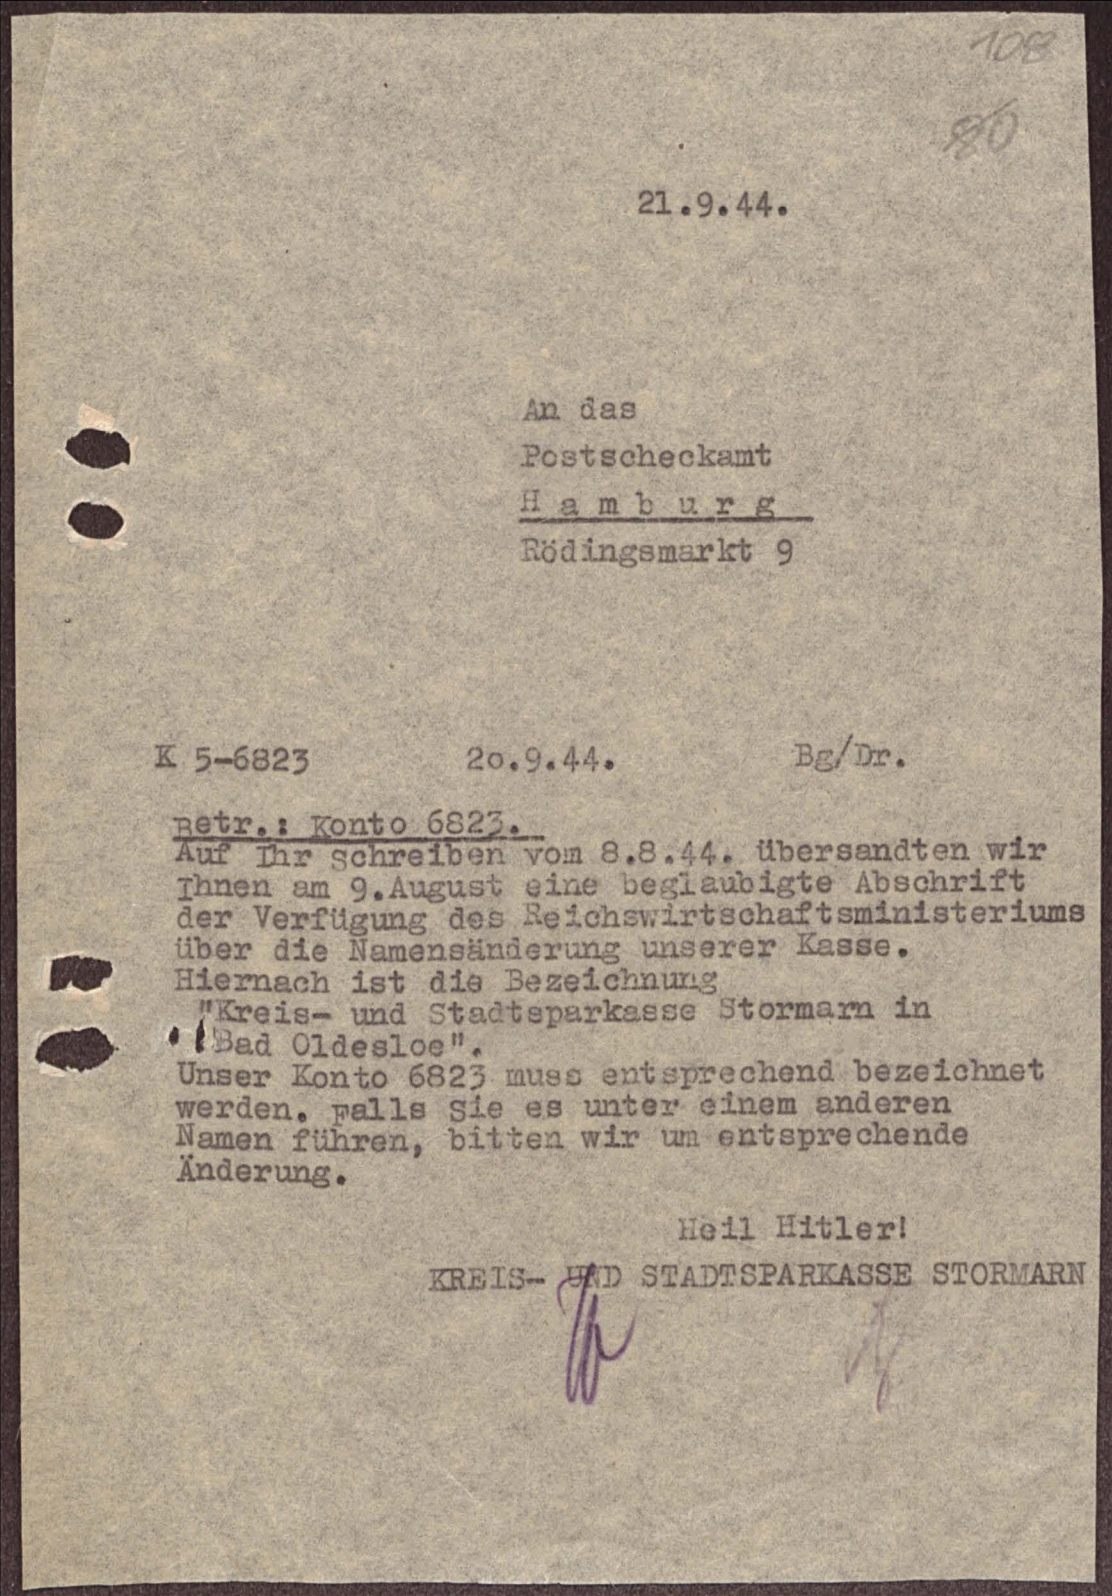 108
80
21.9.44.
An das
Postscheckamt
H a m b u r g
Rödingsmarkt 9
K 5-6823 2o.9.44. Bg/Dr.
Betr.: Konto 6823.
Auf Ihr Schreiben vom 8.8.44. übersandten wir
Ihnen am 9.August eine beglaubigte Abschrift
der Verfügung des Reichswirtschaftsministeriums
über die Namensänderung unserer Kasse.
Hiernach ist die Bezeichnung
"Kreis- und Stadtsparkasse Stormarn in
Bad Oldesloe".
Unser Konto 6823 muss entsprechend bezeichnet
werden. Falls Sie es unter einem anderen
Namen führen, bitten wir um entsprechende
Änderung.
Heil Hitler!
KREIS- UND STADTSPARKASSE STORMARN